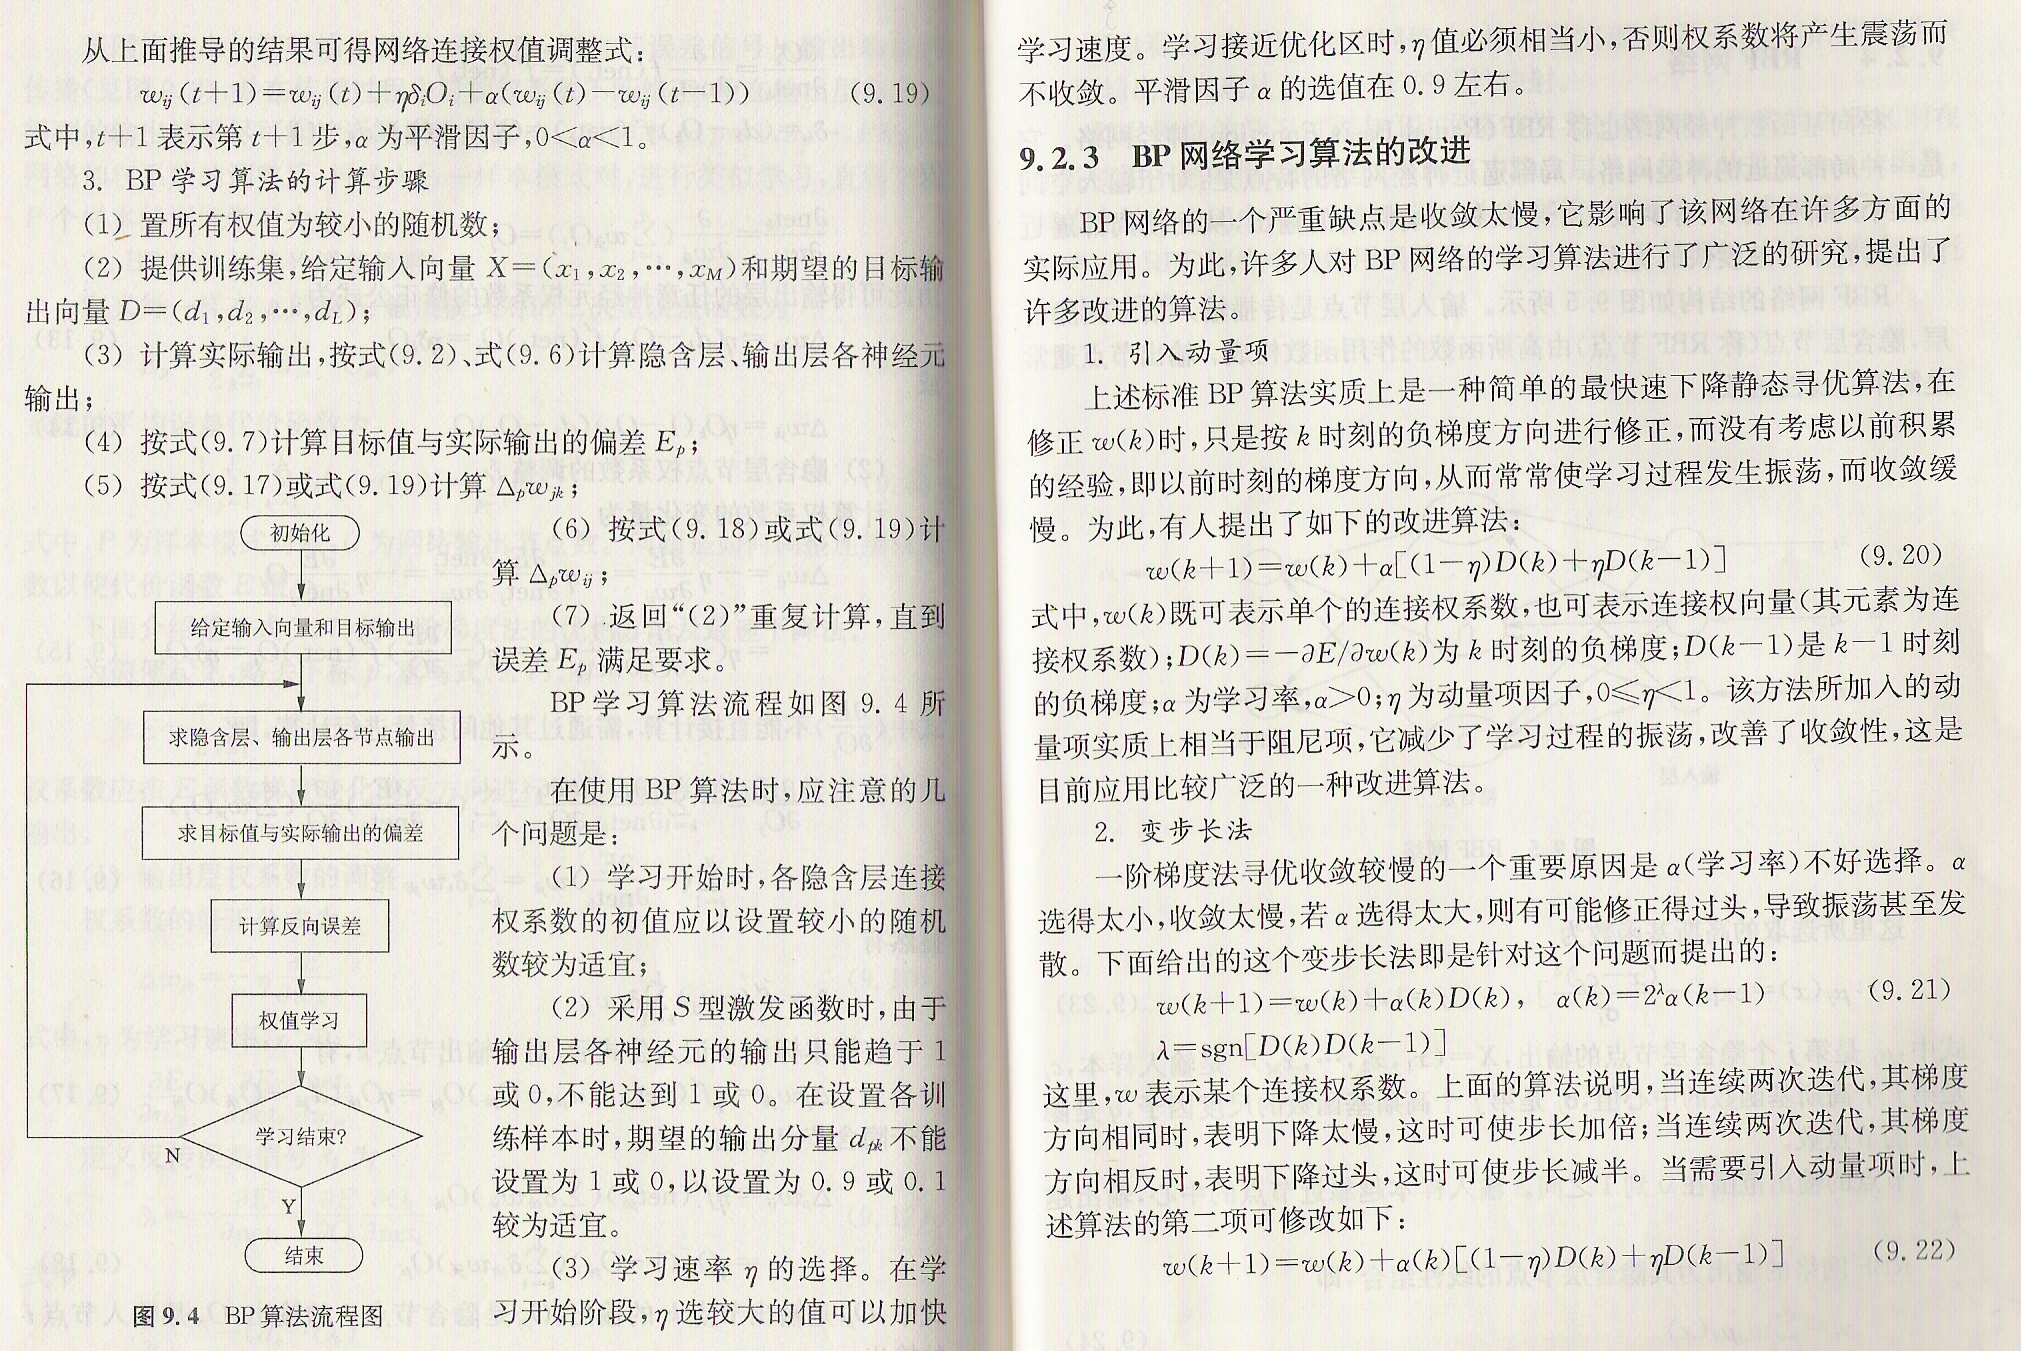 从上面推导的结果可得网络连接权值调整式:
w_{ij}(t+1)=w_{ij}(t)+ηδ_iO_i+α(w_{ij}(t)−w_{ij}(t−1)) (9.19)
式中,t+1表示第t+1步,α为平滑因子,0<α<1。
3. BP学习算法的计算步骤
(1) 置所有权值为较小的随机数;
(2) 提供训练集,给定输入向量 X=(x_1,x_2,…,x_M)和期望的目标输
出向量 D=(d_1,d_2,…,d_L);
(3) 计算实际输出,按式(9.2)、式(9.6)计算隐含层、输出层各神经元
输出;
(4) 按式(9.7)计算目标值与实际输出的偏差 E_p;
(5) 按式(9.17)或式(9.19)计算 Δ_pw_{jk};
(6) 按式(9.18)或式(9.19)计
算 Δ_pw_{ij};
(7) 返回“(2)”重复计算,直到
误差 E_p 满足要求。
BP学习算法流程如图 9.4 所
示。
在使用 BP 算法时,应注意的几
个问题是:
(1) 学习开始时,各隐含层连接
权系数的初值应以设置较小的随机
数较为适宜;
(2) 采用 S 型激发函数时,由于
输出层各神经元的输出只能趋于 1
或 0,不能达到 1 或 0。在设置各训
练样本时,期望的输出分量 d_{pk} 不能
设置为 1 或 0,以设置为 0.9 或 0.1
较为适宜。
(3) 学习速率 η 的选择。在学
习开始阶段,η 选较大的值可以加快
初始化
给定输入向量和目标输出
求隐含层、输出层各节点输出
求目标值与实际输出的偏差
计算反向误差
权值学习
学习结束?
N
Y
结束
图 9.4 BP 算法流程图
学习速度。学习接近优化区时,η值必须相当小,否则权系数将产生震荡而
不收敛。平滑因子 α 的选值在 0.9 左右。
9.2.3 BP 网络学习算法的改进
BP 网络的一个严重缺点是收敛太慢,它影响了该网络在许多方面的
实际应用。为此,许多人对 BP 网络的学习算法进行了广泛的研究,提出了
许多改进的算法。
1. 引入动量项
上述标准 BP 算法实质上是一种简单的最快速下降静态寻优算法,在
修正 w(k)时,只是按 k 时刻的负梯度方向进行修正,而没有考虑以前积累
的经验,即以前时刻的梯度方向,从而常常使学习过程发生振荡,而收敛缓
慢。为此,有人提出了如下的改进算法:
w(k+1)=w(k)+α[(1−η)D(k)+ηD(k−1)] (9.20)
式中,w(k)既可表示单个的连接权系数,也可表示连接权向量(其元素为连
接权系数);D(k)=−∂E/∂w(k)为 k 时刻的负梯度;D(k−1)是 k−1 时刻
的负梯度;α 为学习率,α>0;η 为动量项因子,0≤η<1。该方法所加入的动
量项实质上相当于阻尼项,它减少了学习过程的振荡,改善了收敛性,这是
目前应用比较广泛的一种改进算法。
2. 变步长法
一阶梯度法寻优收敛较慢的一个重要原因是 α(学习率)不好选择。α
选得太小,收敛太慢,若 α 选得太大,则有可能修正得过头,导致振荡甚至发
散。下面给出的这个变步长法即是针对这个问题而提出的:
w(k+1)=w(k)+α(k)D(k), α(k)=2^λα(k−1) (9.21)
λ=sgn[D(k)D(k−1)]
这里,w 表示某个连接权系数。上面的算法说明,当连续两次迭代,其梯度
方向相同时,表明下降太慢,这时可使步长加倍;当连续两次迭代,其梯度
方向相反时,表明下降过头,这时可使步长减半。当需要引入动量项时,上
述算法的第二项可修改如下:
w(k+1)=w(k)+α(k)[(1−η)D(k)+ηD(k−1)] (9.22)